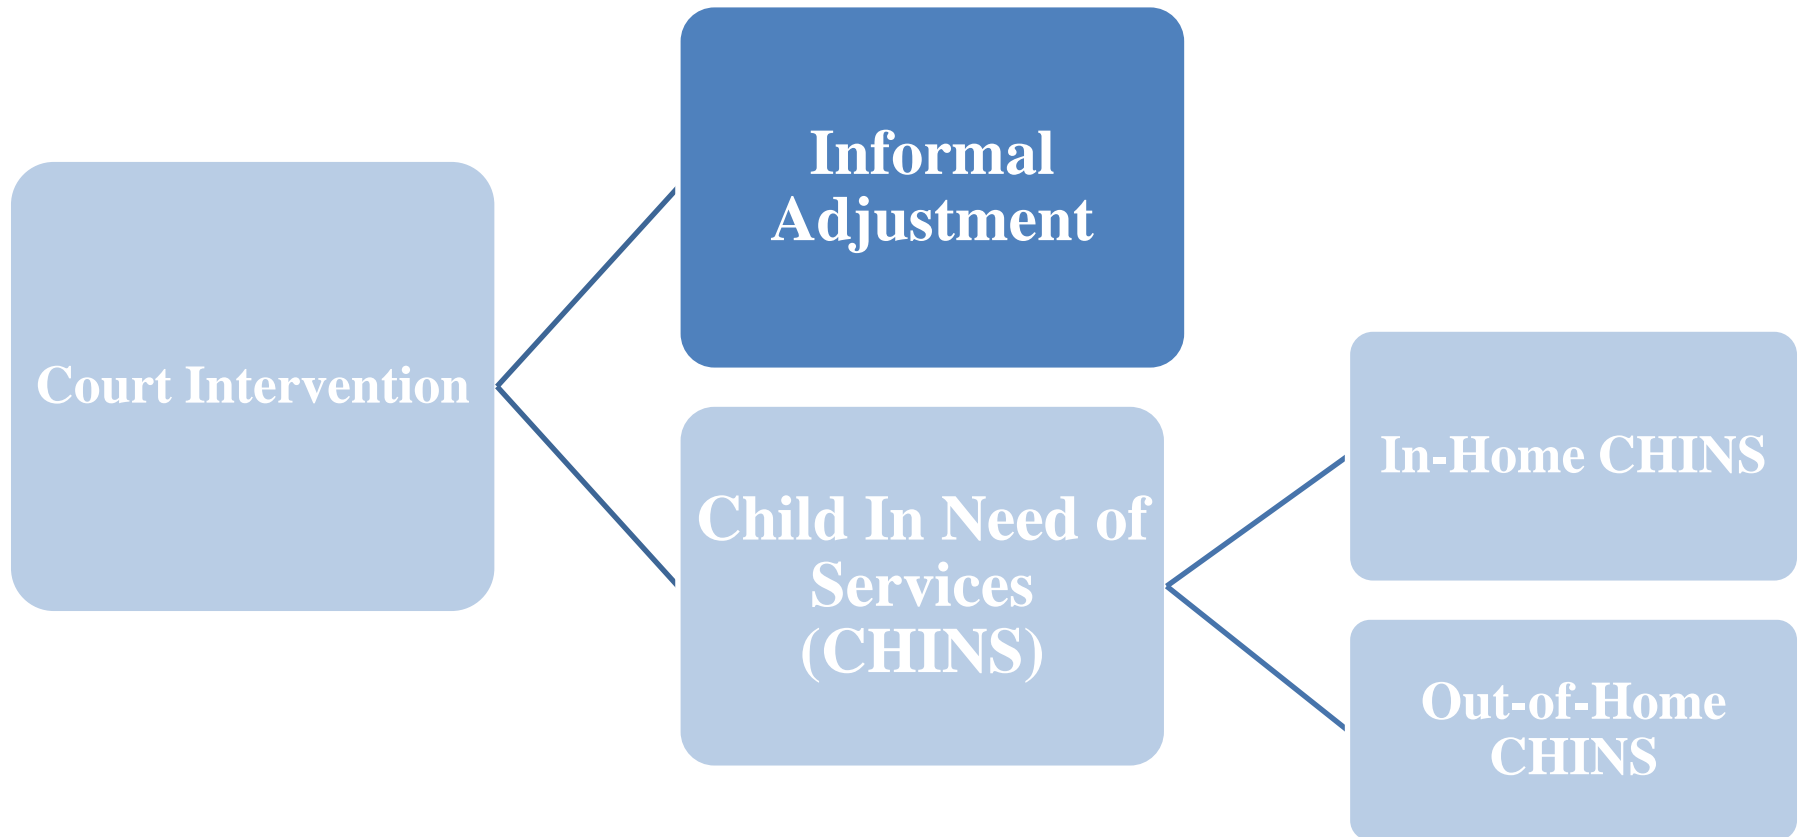 Informal
Adjustment
Court Intervention
Child In Need of
Services
(CHINS)
In-Home CHINS
Out-of-Home
CHINS